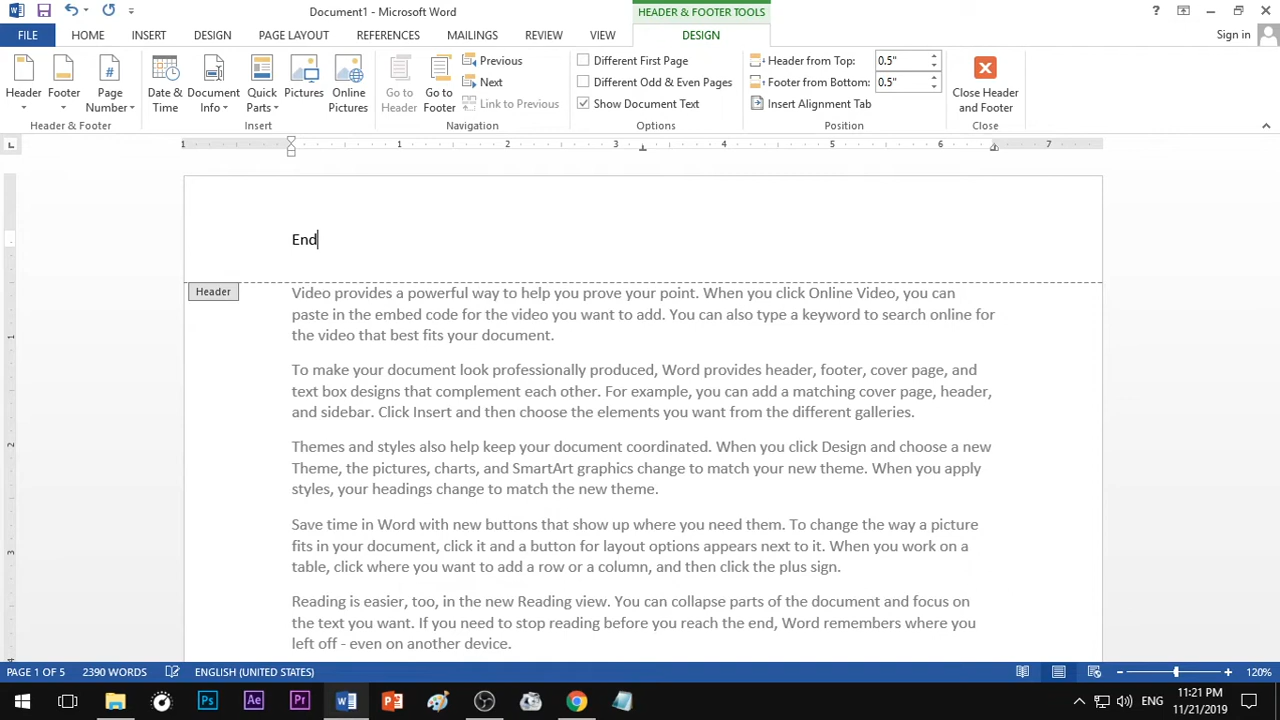 Document1 - Microsoft Word
HEADER & FOOTER TOOLS
?
FILE HOME INSERT DESIGN PAGE LAYOUT REFERENCES MAILINGS REVIEW VIEW DESIGN Sign in
Header
Footer
Page Number
Header & Footer
Date & Time
Document Info
Quick Parts
Pictures
Online Pictures
Insert
Go to Header
Go to Footer
Previous
Next
Link to Previous
Navigation
Different First Page
Different Odd & Even Pages
Show Document Text
Options
Header from Top: 0.5"
Footer from Bottom: 0.5"
Insert Alignment Tab
Position
Close Header and Footer
Close
1 1 2 3 4 5 6 7
End
Header
Video provides a powerful way to help you prove your point. When you click Online Video, you can
paste in the embed code for the video you want to add. You can also type a keyword to search online for
the video that best fits your document.
To make your document look professionally produced, Word provides header, footer, cover page, and
text box designs that complement each other. For example, you can add a matching cover page, header,
and sidebar. Click Insert and then choose the elements you want from the different galleries.
Themes and styles also help keep your document coordinated. When you click Design and choose a new
Theme, the pictures, charts, and SmartArt graphics change to match your new theme. When you apply
styles, your headings change to match the new theme.
Save time in Word with new buttons that show up where you need them. To change the way a picture
fits in your document, click it and a button for layout options appears next to it. When you work on a
table, click where you want to add a row or a column, and then click the plus sign.
Reading is easier, too, in the new Reading view. You can collapse parts of the document and focus on
the text you want. If you need to stop reading before you reach the end, Word remembers where you
left off - even on another device.
1
2
3
PAGE 1 OF 5 2390 WORDS ENGLISH (UNITED STATES) 120%
Ps Ae Pr
ENG
11:21 PM
11/21/2019